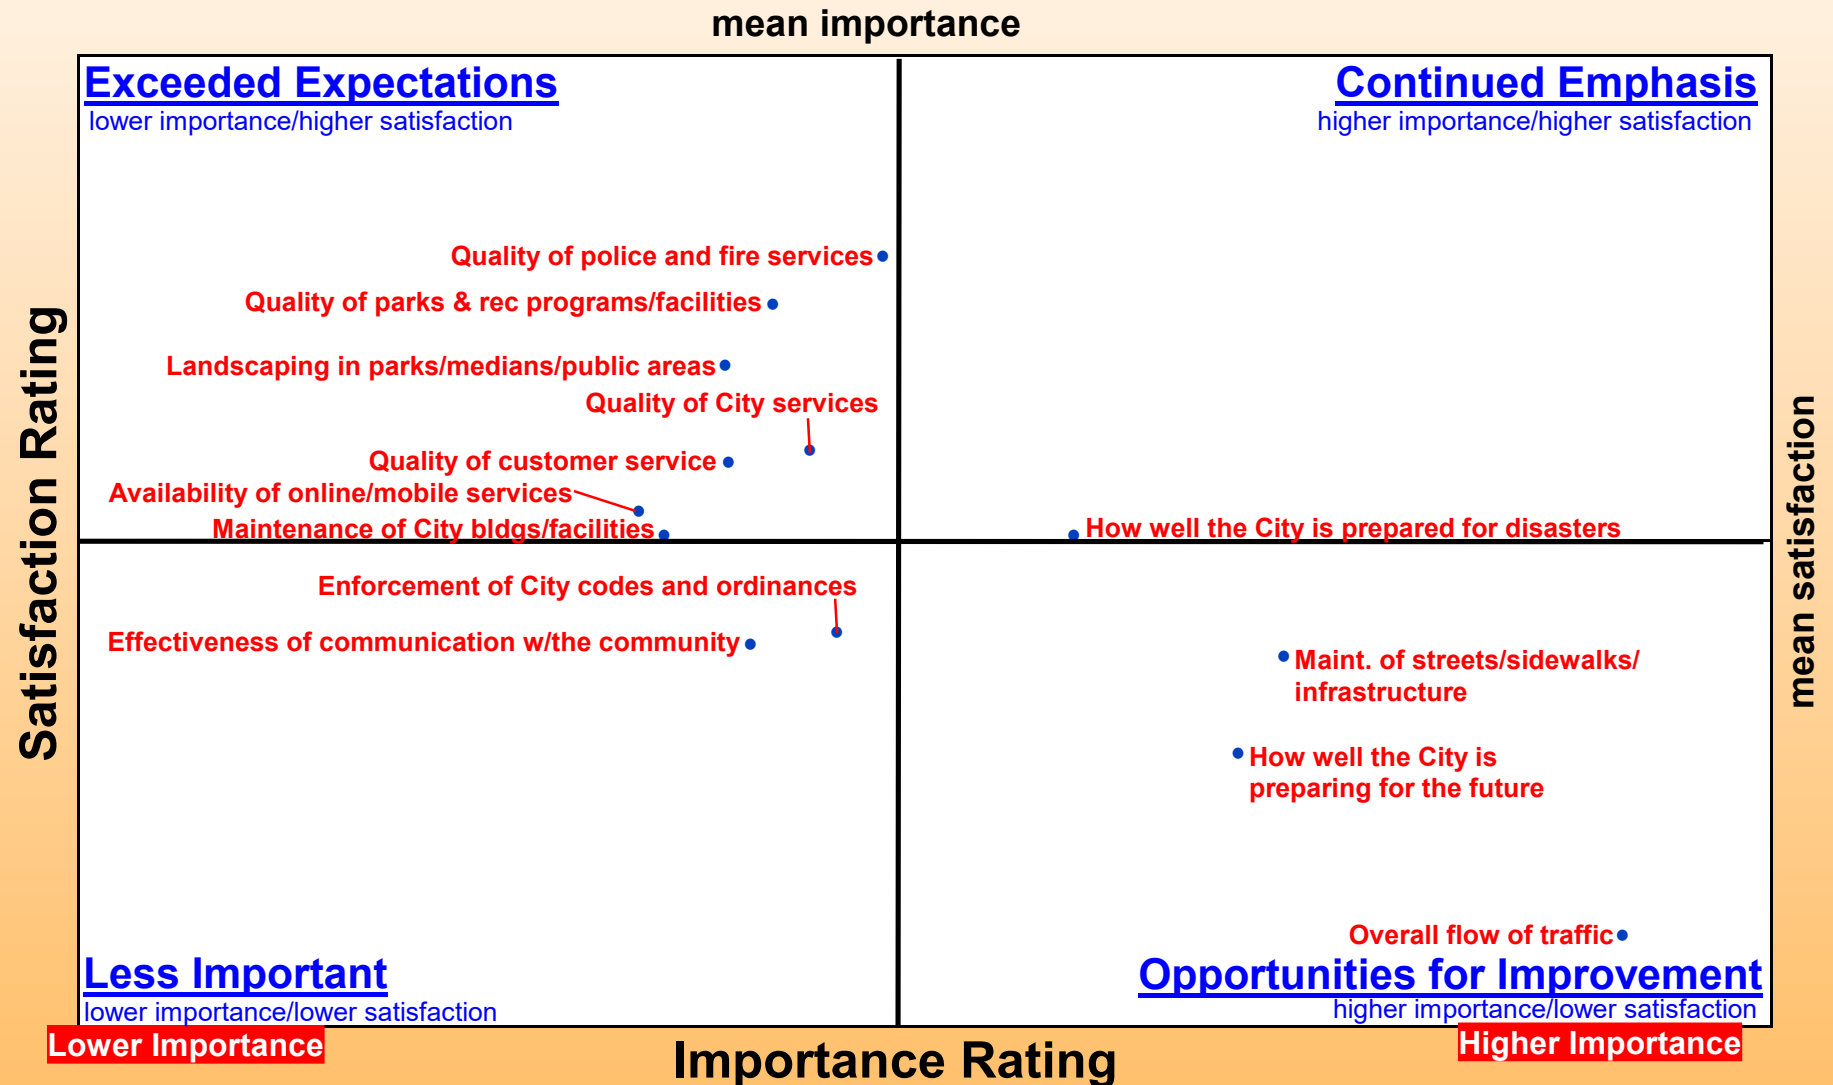 mean importance
Exceeded Expectations
lower importance/higher satisfaction
Continued Emphasis
higher importance/higher satisfaction
Quality of police and fire services
Quality of parks & rec programs/facilities
Landscaping in parks/medians/public areas
Quality of City services
Quality of customer service
Availability of online/mobile services
Maintenance of City bldgs/facilities
How well the City is prepared for disasters
Satisfaction Rating
mean satisfaction
Enforcement of City codes and ordinances
Effectiveness of communication w/the community
Maint. of streets/sidewalks/
infrastructure
How well the City is
preparing for the future
Overall flow of traffic
Less Important
lower importance/lower satisfaction
Opportunities for Improvement
higher importance/lower satisfaction
Lower Importance
Importance Rating
Higher Importance